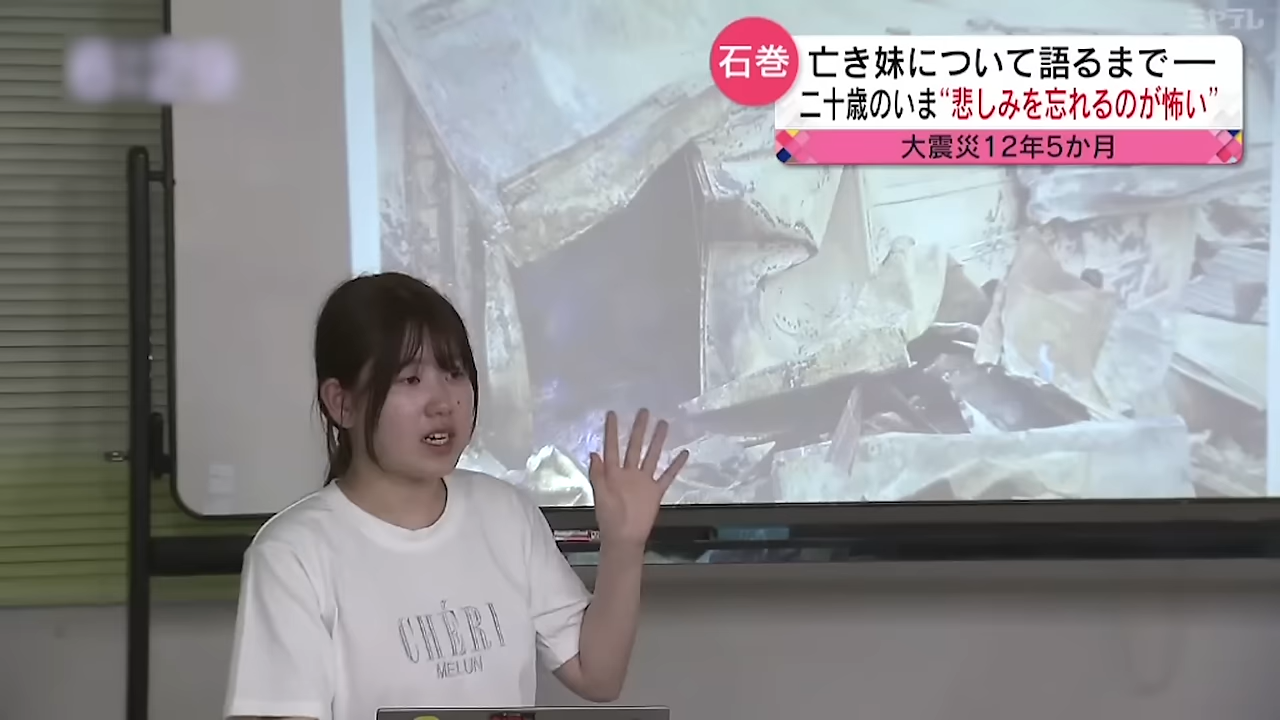 ミヤテレ
石巻
亡き妹について語るまで―
二十歳のいま“悲しみを忘れるのが怖い”
大震災12年5か月
CHÉRI
MELUN